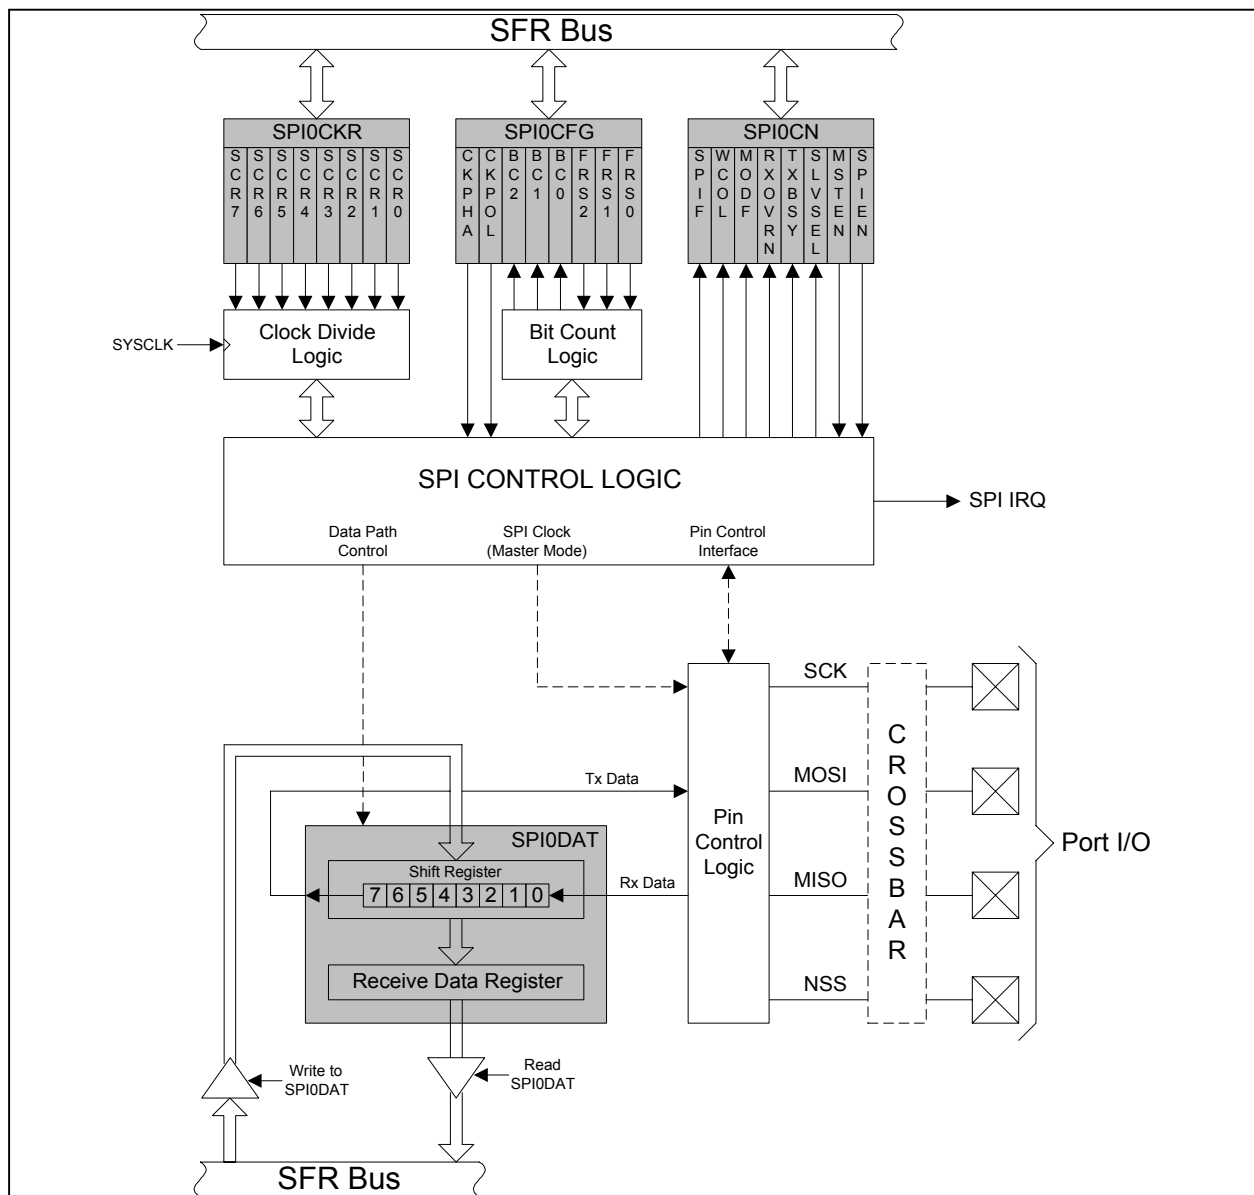 SFR Bus
SPI0CKR
SPI0CFG
SPI0CN
SCR7
SCR6
SCR5
SCR4
SCR3
SCR2
SCR1
SCR0
CKPHA
CKPOL
BC2
BC1
BC0
FRS2
FRS1
FRS0
SPIF
WCOL
MODF
RXOVRN
TXBSY
SLVSEL
MSTEN
SPIEN
SYSCLK
Clock Divide
Logic
Bit Count
Logic
SPI CONTROL LOGIC
SPI IRQ
Data Path
Control
SPI Clock
(Master Mode)
Pin Control
Interface
SCK
MOSI
MISO
NSS
CROSSBAR
Port I/O
Tx Data
Pin
Control
Logic
SPI0DAT
Shift Register
7 6 5 4 3 2 1 0
Rx Data
Receive Data Register
Write to
SPI0DAT
Read
SPI0DAT
SFR Bus